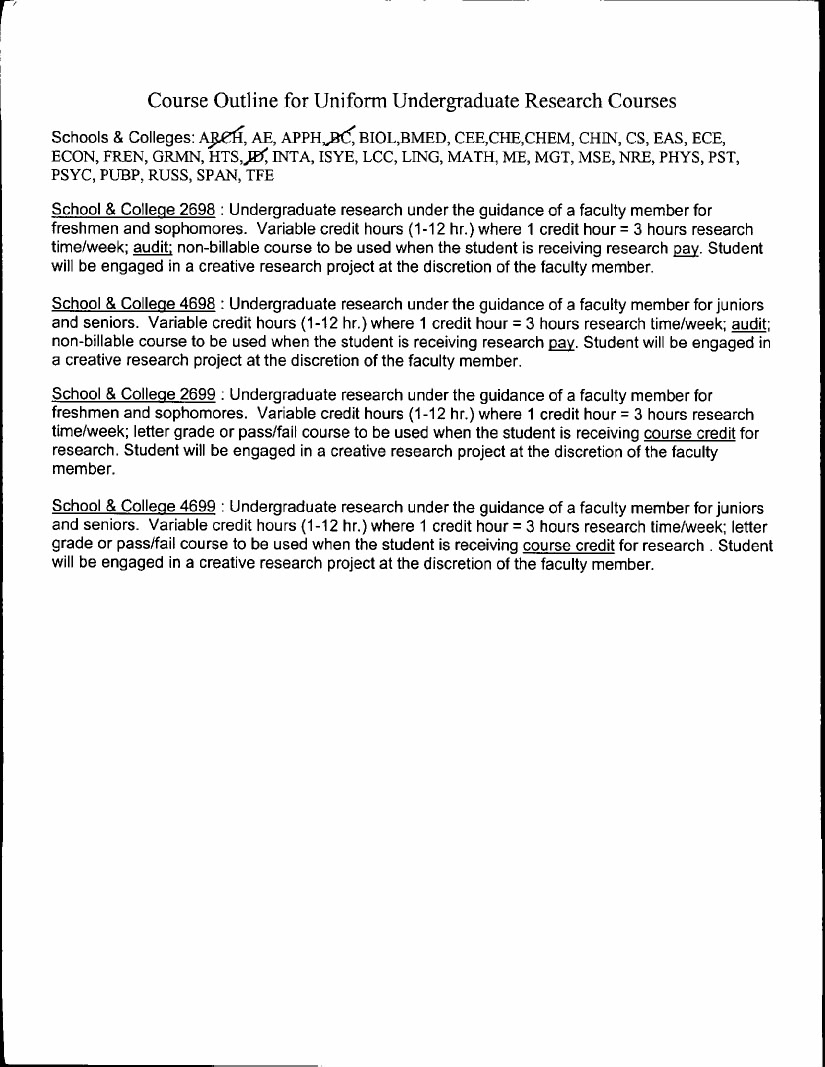 Course Outline for Uniform Undergraduate Research Courses
Schools & Colleges: ARCH, AE, APPH, BC, BIOL,BMED, CEE,CHE,CHEM, CHIN, CS, EAS, ECE,
ECON, FREN, GRMN, HTS, ID, INTA, ISYE, LCC, LING, MATH, ME, MGT, MSE, NRE, PHYS, PST,
PSYC, PUBP, RUSS, SPAN, TFE
School & College 2698 : Undergraduate research under the guidance of a faculty member for
freshmen and sophomores. Variable credit hours (1-12 hr.) where 1 credit hour = 3 hours research
time/week; audit; non-billable course to be used when the student is receiving research pay. Student
will be engaged in a creative research project at the discretion of the faculty member.
School & College 4698 : Undergraduate research under the guidance of a faculty member for juniors
and seniors. Variable credit hours (1-12 hr.) where 1 credit hour = 3 hours research time/week; audit;
non-billable course to be used when the student is receiving research pay. Student will be engaged in
a creative research project at the discretion of the faculty member.
School & College 2699 : Undergraduate research under the guidance of a faculty member for
freshmen and sophomores. Variable credit hours (1-12 hr.) where 1 credit hour = 3 hours research
time/week; letter grade or pass/fail course to be used when the student is receiving course credit for
research. Student will be engaged in a creative research project at the discretion of the faculty
member.
School & College 4699 : Undergraduate research under the guidance of a faculty member for juniors
and seniors. Variable credit hours (1-12 hr.) where 1 credit hour = 3 hours research time/week; letter
grade or pass/fail course to be used when the student is receiving course credit for research . Student
will be engaged in a creative research project at the discretion of the faculty member.